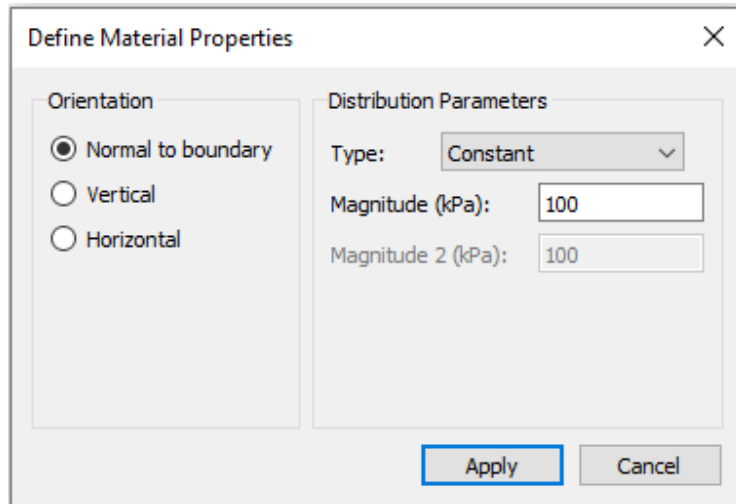 Define Material Properties
Orientation
Normal to boundary
Vertical
Horizontal
Distribution Parameters
Type: Constant
Magnitude (kPa): 100
Magnitude 2 (kPa): 100
Apply Cancel